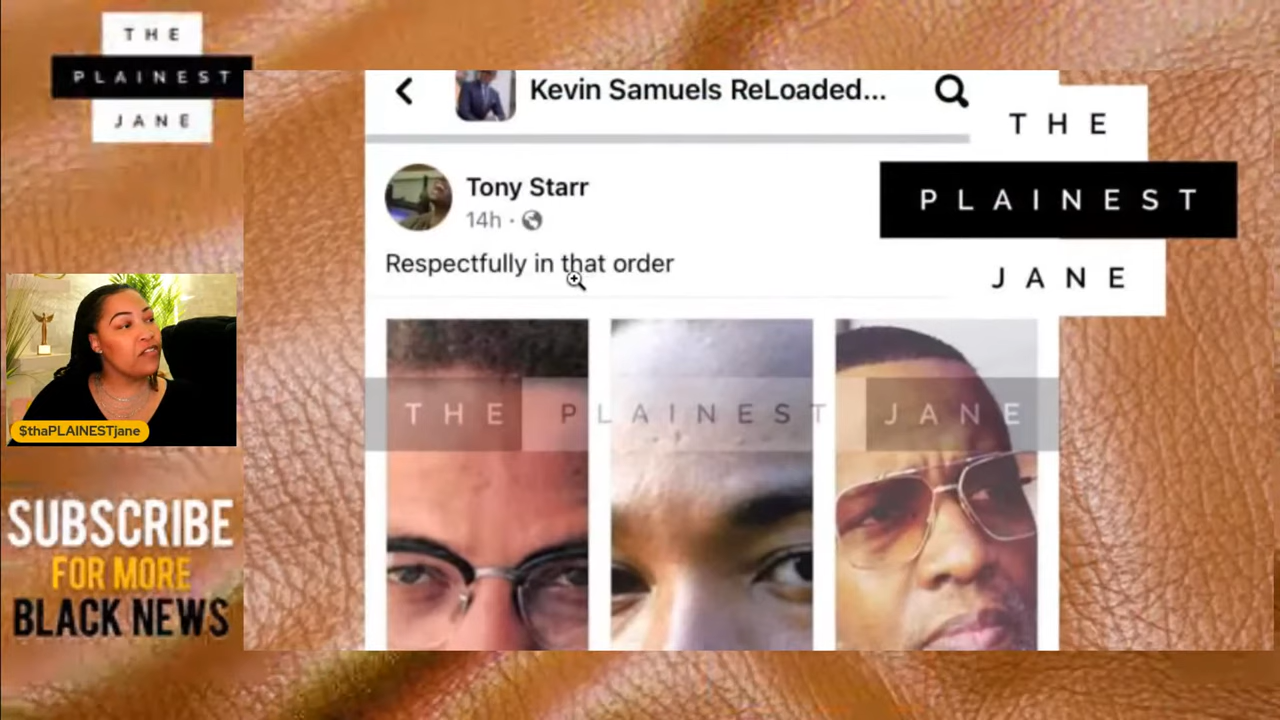 THE
PLAINEST
JANE
Kevin Samuels ReLoaded...
THE
PLAINEST
JANE
Tony Starr
14h ·
Respectfully in that order
THE PLAINEST JANE
$thaPLAINESTjane
SUBSCRIBE
FOR MORE
BLACK NEWS